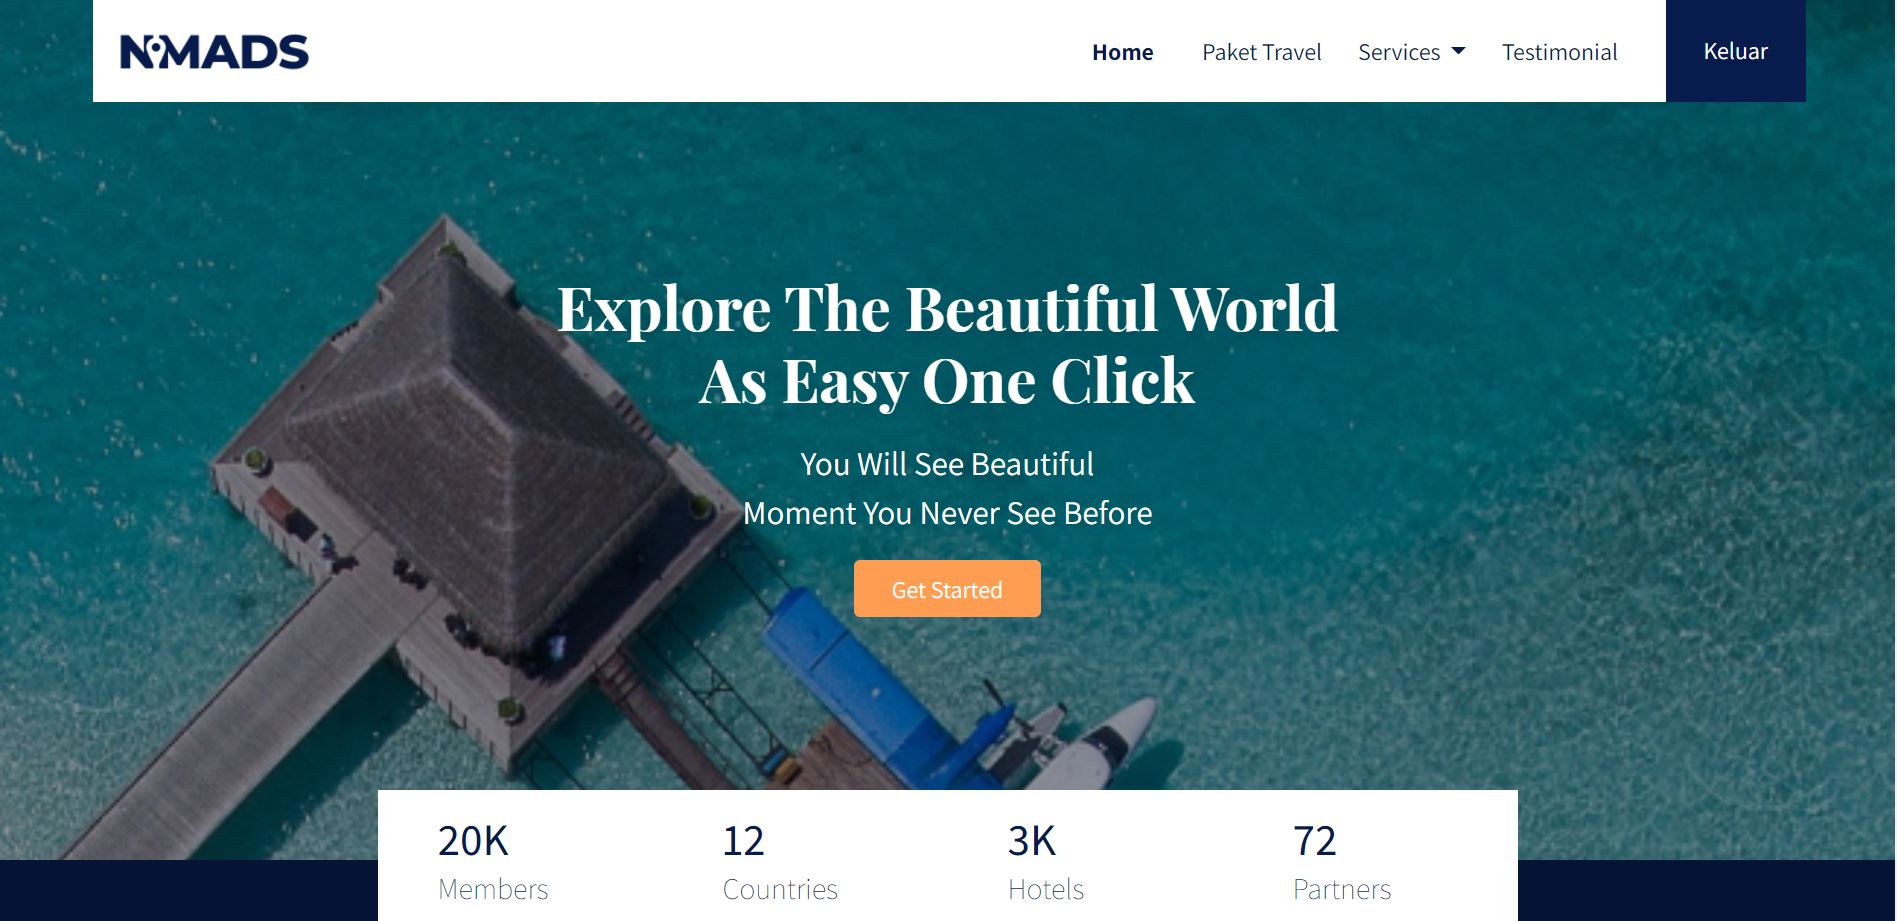 NOMADS
Home Paket Travel Services Testimonial Keluar
Explore The Beautiful World
As Easy One Click
You Will See Beautiful
Moment You Never See Before
Get Started
20K 12 3K 72
Members Countries Hotels Partners